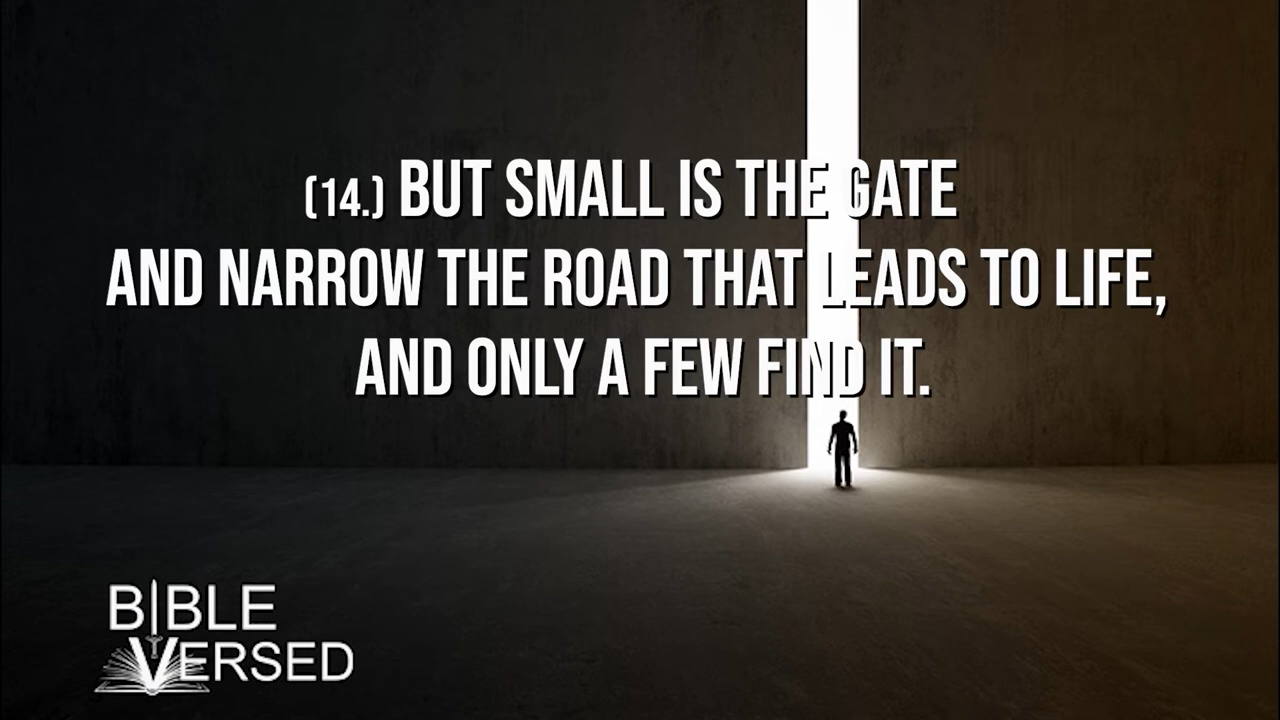 (14.) BUT SMALL IS THE GATE
AND NARROW THE ROAD THAT LEADS TO LIFE,
AND ONLY A FEW FIND IT.
BIBLE
VERSED